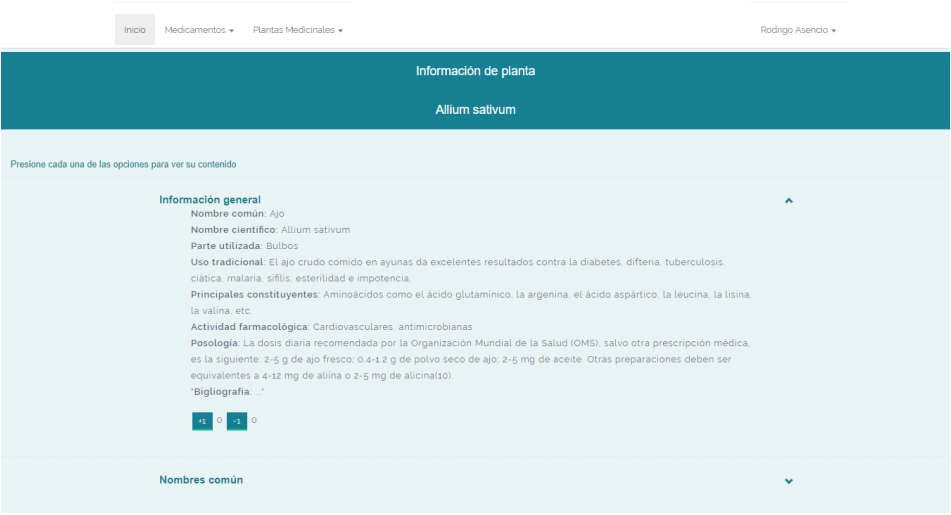 Inicio Medicamentos Plantas Medicinales Rodrigo Asencio
Información de planta
Allium sativum
Presione cada una de las opciones para ver su contenido
Información general
Nombre común: Ajo
Nombre científico: Allium sativum
Parte utilizada: Bulbos
Uso tradicional: El ajo crudo comido en ayunas da excelentes resultados contra la diabetes, difteria, tuberculosis,
ciática, malaria, sífilis, esterilidad e impotencia.
Principales constituyentes: Aminoácidos como el ácido glutamínico, la argenina, el ácido aspártico, la leucina, la lisina,
la valina, etc.
Actividad farmacológica: Cardiovasculares, antimicrobianas
Posología: La dosis diaria recomendada por la Organización Mundial de la Salud (OMS), salvo otra prescripción médica,
es la siguiente: 2-5 g de ajo fresco; 0.4-1.2 g de polvo seco de ajo; 2-5 mg de aceite. Otras preparaciones deben ser
equivalentes a 4-12 mg de aliína o 2-5 mg de alicina(10).
"Bigliografía: ..."
+1 0 -1 0
Nombres común